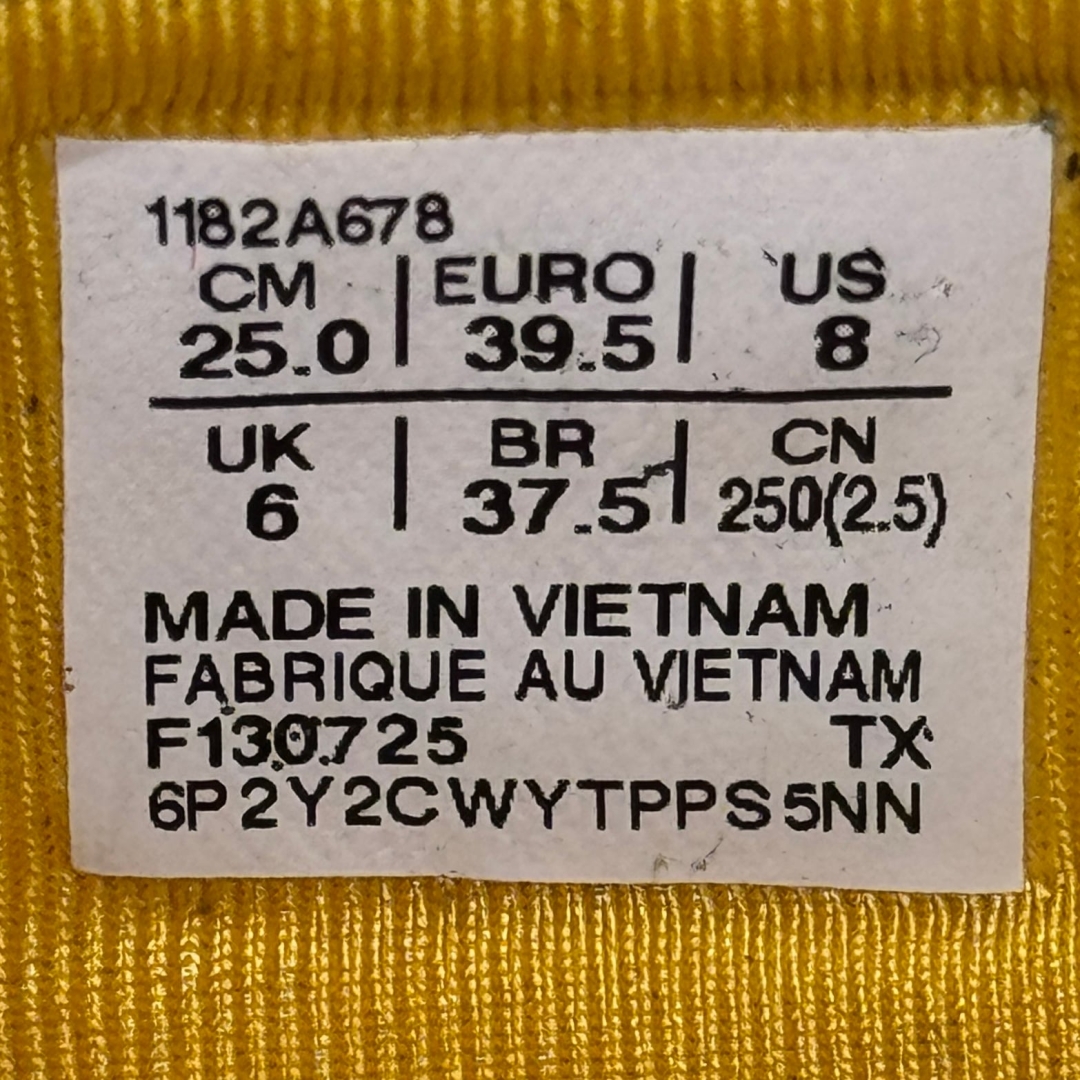 1182A678
CM | EURO | US
25.0 | 39.5 | 8
UK | BR | CN
6 | 37.5 | 250(2.5)
MADE IN VIETNAM
FABRIQUE AU VIETNAM
F130725 TX
6P2Y2CWYTPPS5NN